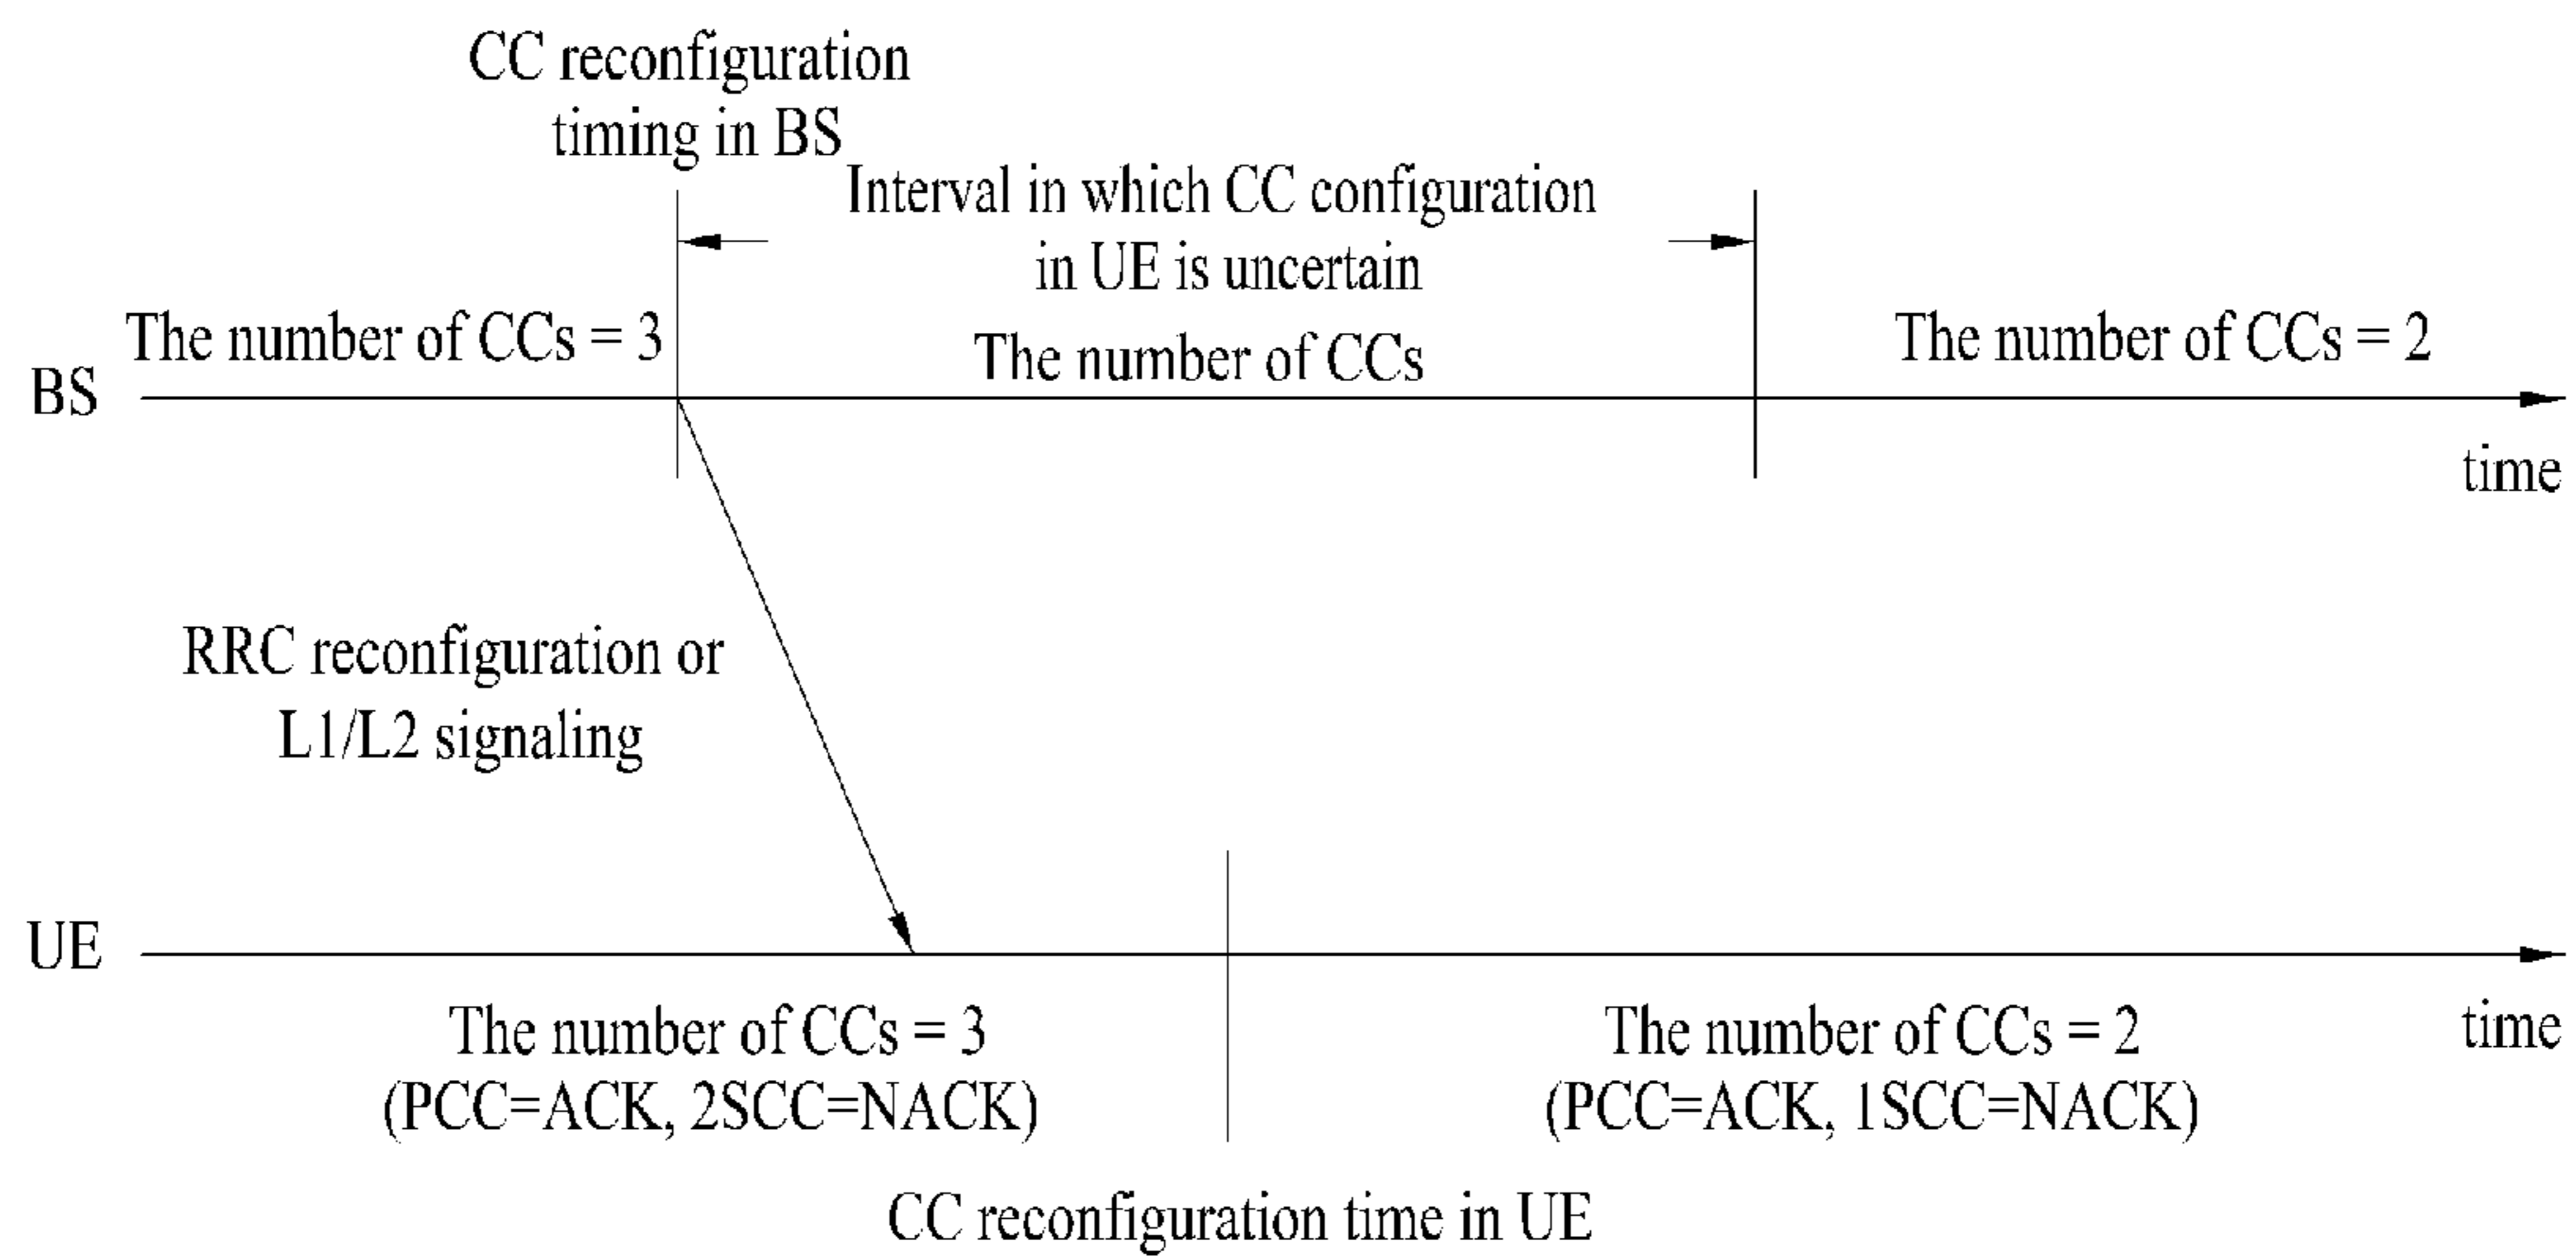 CC reconfiguration
timing in BS
Interval in which CC configuration
in UE is uncertain
The number of CCs = 3
The number of CCs
The number of CCs = 2
BS
time
RRC reconfiguration or
L1/L2 signaling
UE
time
The number of CCs = 3
(PCC=ACK, 2SCC=NACK)
The number of CCs = 2
(PCC=ACK, 1SCC=NACK)
CC reconfiguration time in UE